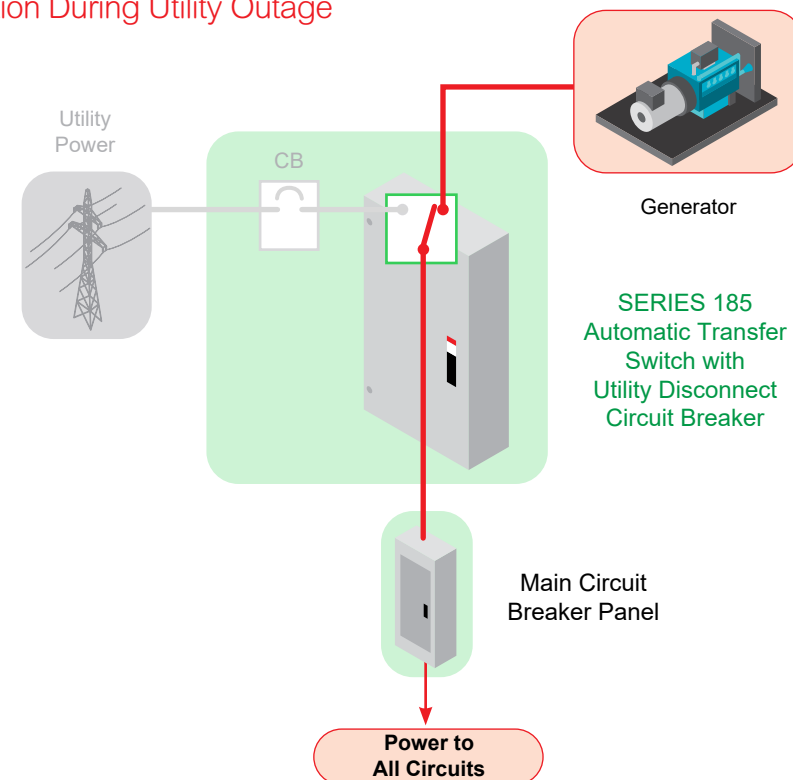 ion During Utility Outage
Utility
Power
CB
Generator
SERIES 185
Automatic Transfer
Switch with
Utility Disconnect
Circuit Breaker
Main Circuit
Breaker Panel
Power to
All Circuits